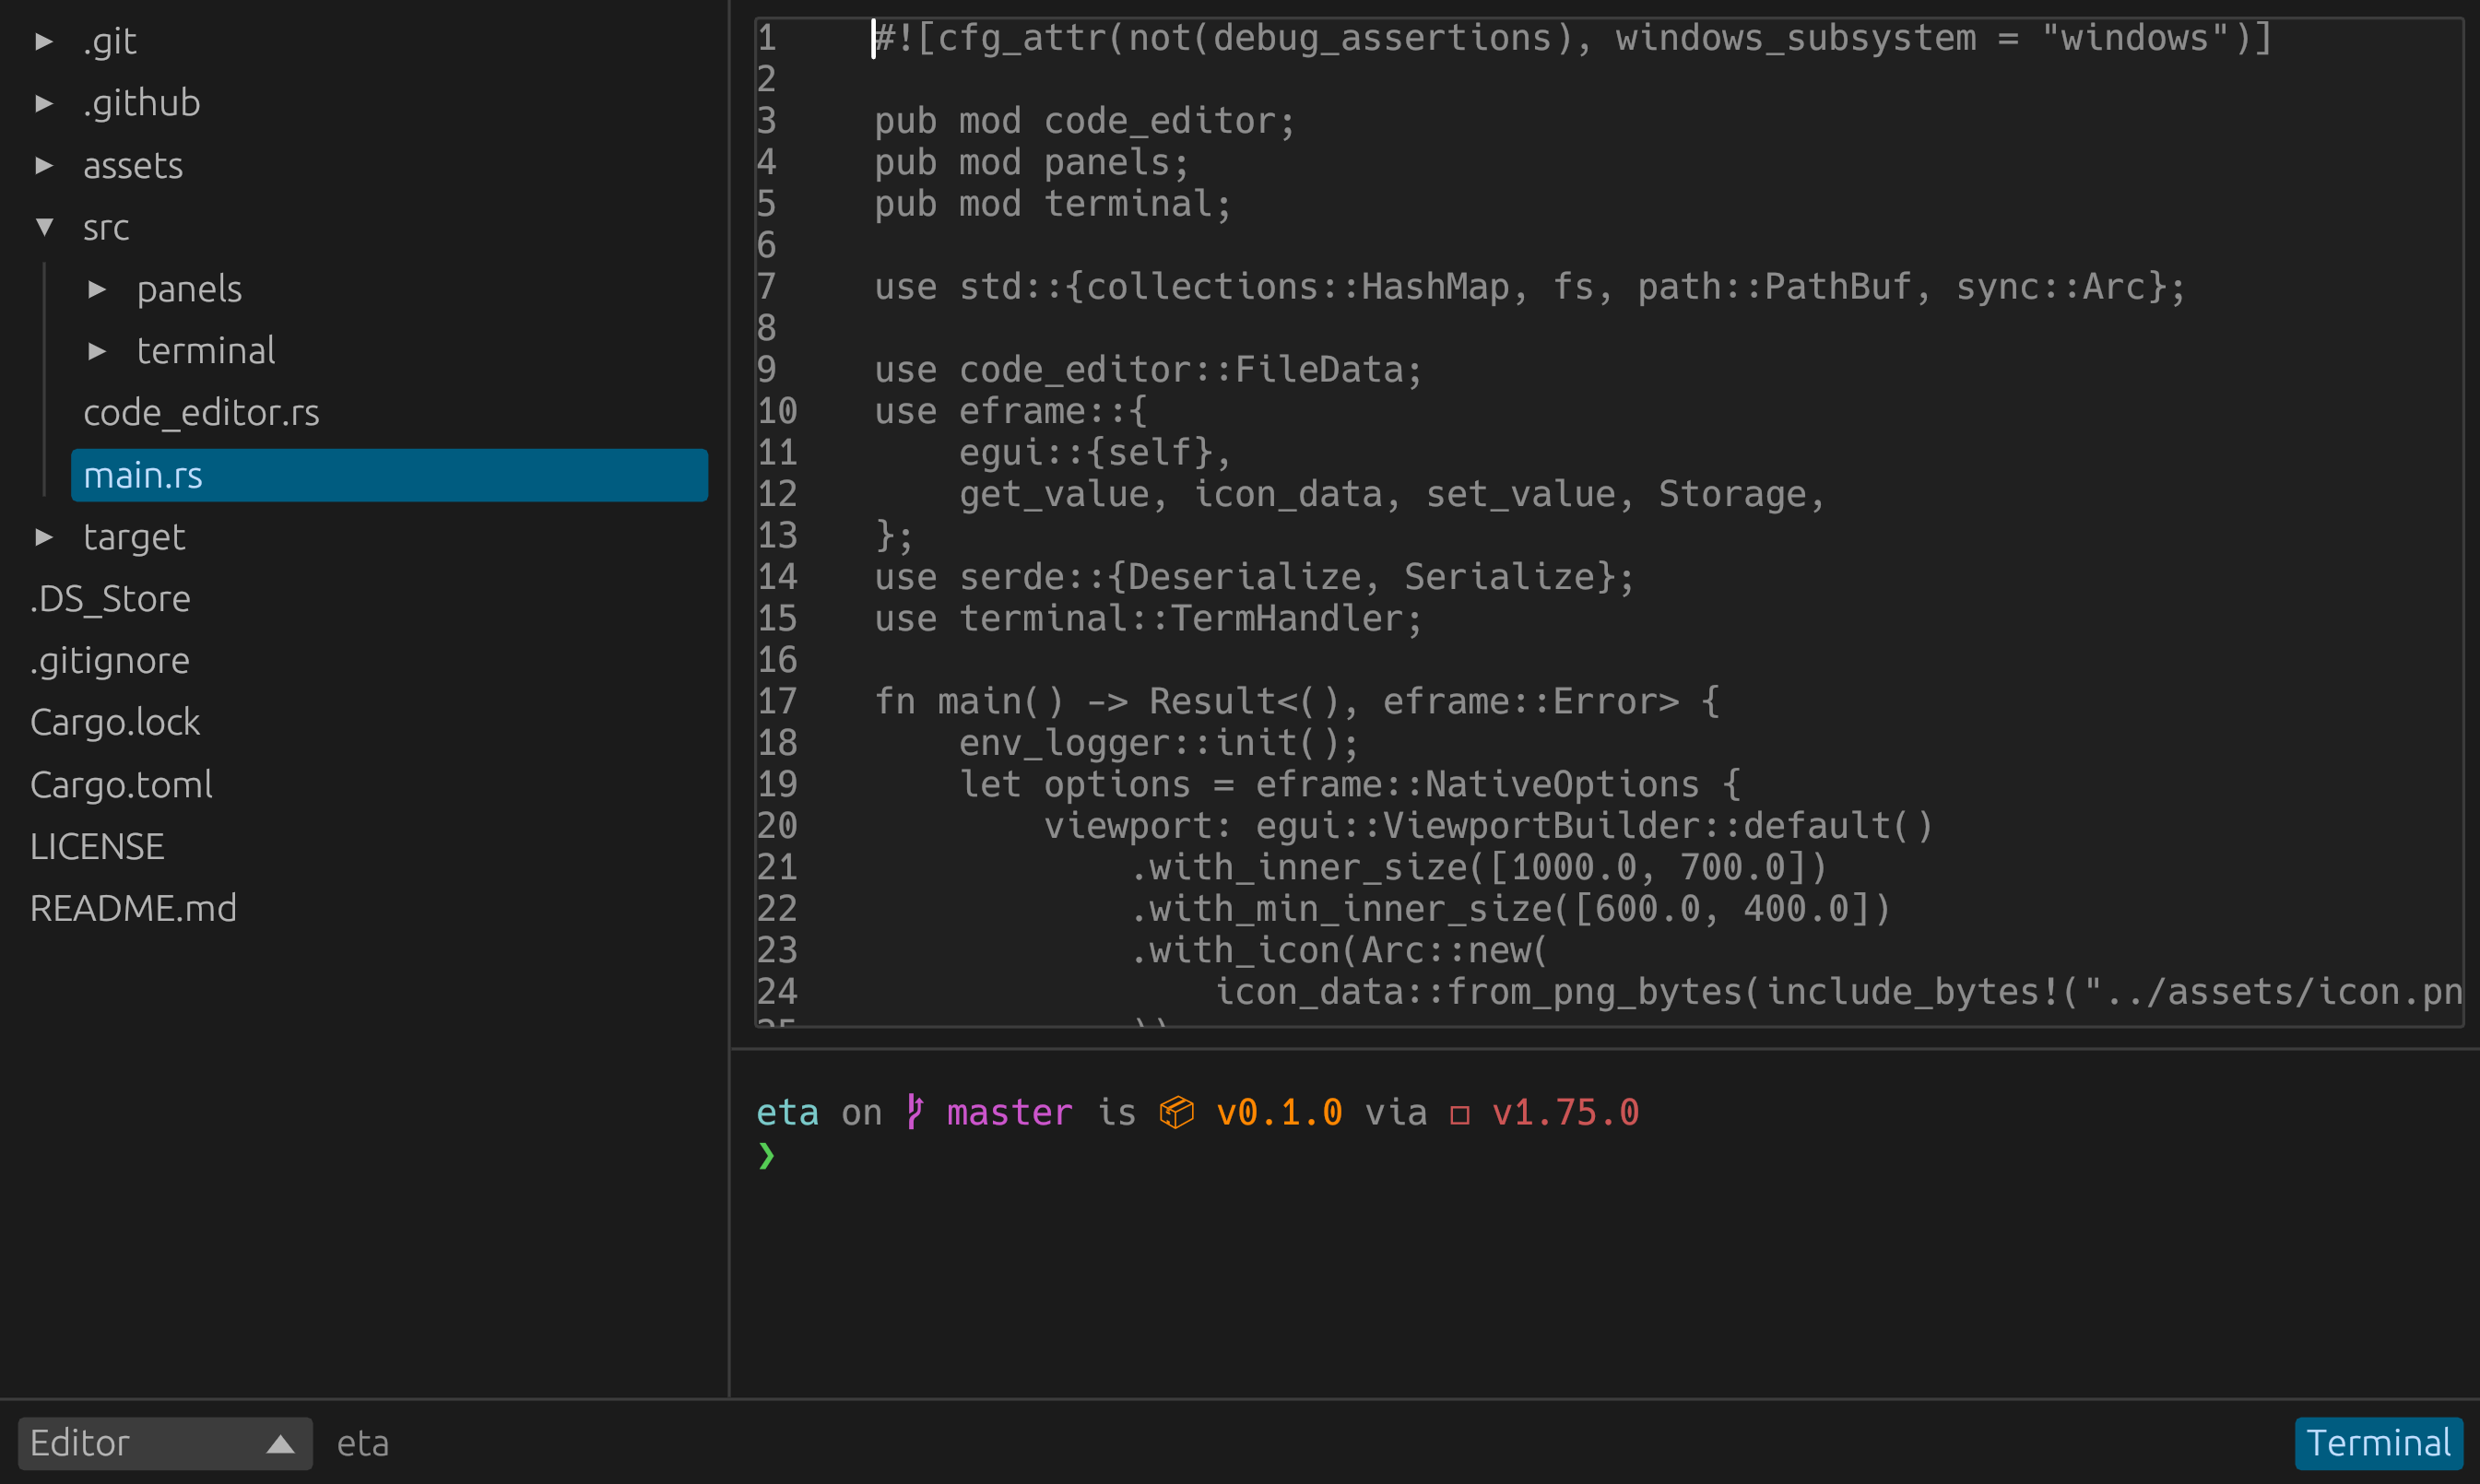 .git
.github
assets
src
panels
terminal
code_editor.rs
main.rs
target
.DS_Store
.gitignore
Cargo.lock
Cargo.toml
LICENSE
README.md
1 #![cfg_attr(not(debug_assertions), windows_subsystem = "windows")]
2
3 pub mod code_editor;
4 pub mod panels;
5 pub mod terminal;
6
7 use std::{collections::HashMap, fs, path::PathBuf, sync::Arc};
8
9 use code_editor::FileData;
10 use eframe::{
11     egui::{self},
12     get_value, icon_data, set_value, Storage,
13 };
14 use serde::{Deserialize, Serialize};
15 use terminal::TermHandler;
16
17 fn main() -> Result<(), eframe::Error> {
18     env_logger::init();
19     let options = eframe::NativeOptions {
20         viewport: egui::ViewportBuilder::default()
21             .with_inner_size([1000.0, 700.0])
22             .with_min_inner_size([600.0, 400.0])
23             .with_icon(Arc::new(
24                 icon_data::from_png_bytes(include_bytes!("../assets/icon.pn
25             ))
eta on master is 📦 v0.1.0 via □ v1.75.0
❯
Editor eta
Terminal